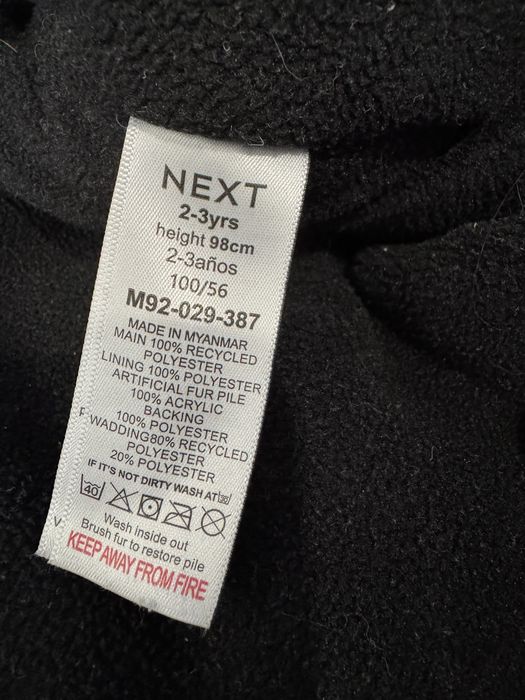 NEXT
2-3yrs
height 98cm
2-3años
100/56
M92-029-387
MADE IN MYANMAR
MAIN 100% RECYCLED
POLYESTER
LINING 100% POLYESTER
ARTIFICIAL FUR PILE
100% ACRYLIC
BACKING
100% POLYESTER
WADDING80% RECYCLED
POLYESTER
20% POLYESTER
IF IT'S NOT DIRTY WASH AT 30
40
Wash inside out
Brush fur to restore pile
KEEP AWAY FROM FIRE